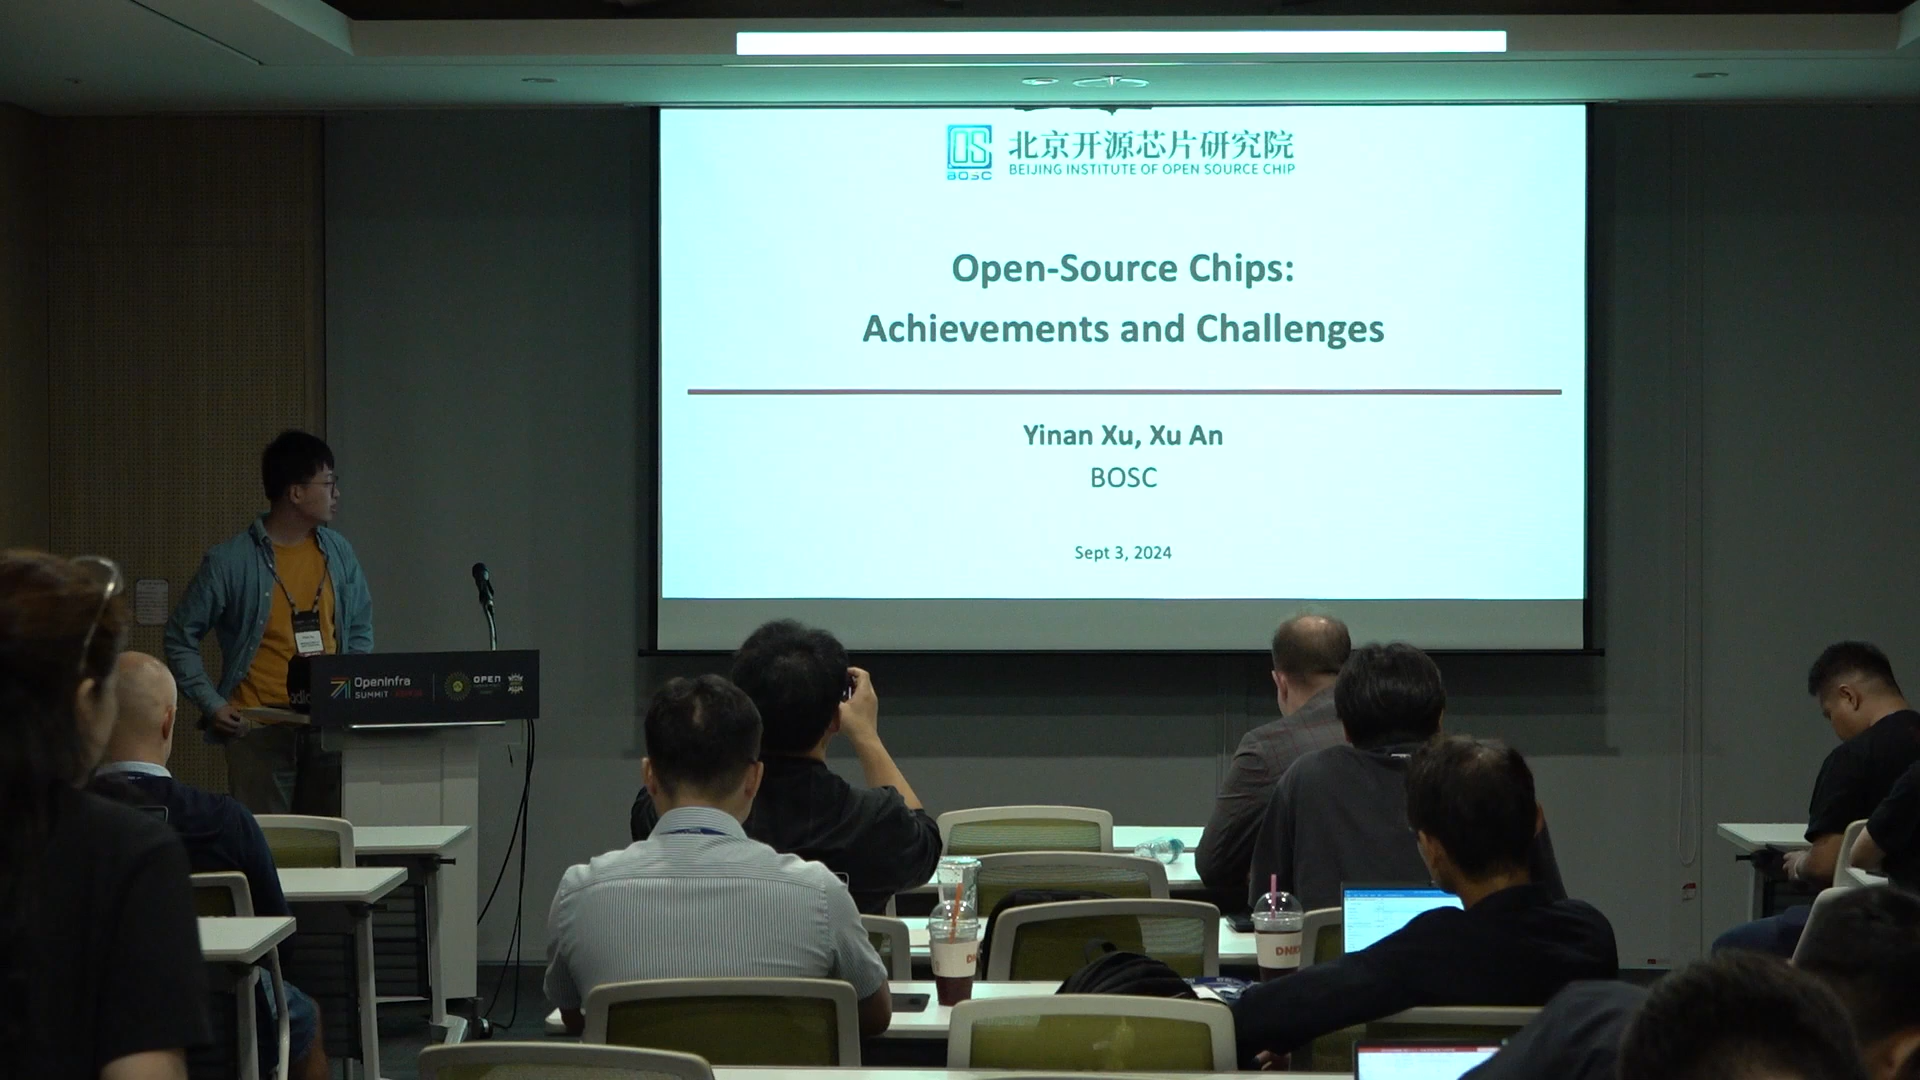 OS
BOSC
北京开源芯片研究院
BEIJING INSTITUTE OF OPEN SOURCE CHIP
Open-Source Chips:
Achievements and Challenges
Yinan Xu, Xu An
BOSC
Sept 3, 2024
OpenInfra
SUMMIT
OPEN